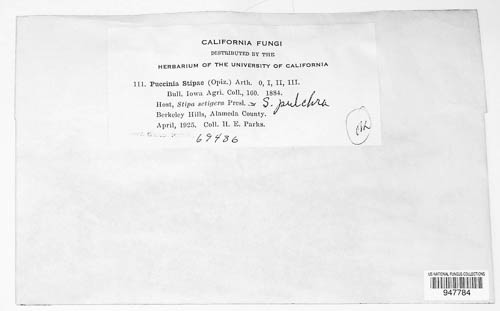 CALIFORNIA FUNGI
DISTRIBUTED BY THE
HERBARIUM OF THE UNIVERSITY OF CALIFORNIA
111. Puccinia Stipae (Opiz.) Arth. 0, I, II, III.
Bull. Iowa Agri. Coll., 160. 1884.
Host, Stipa setigera Presl. S. pulchra
Berkeley Hills, Alameda County.
April, 1925. Coll. H. E. Parks.
69436
US NATIONAL FUNGUS COLLECTIONS
947784